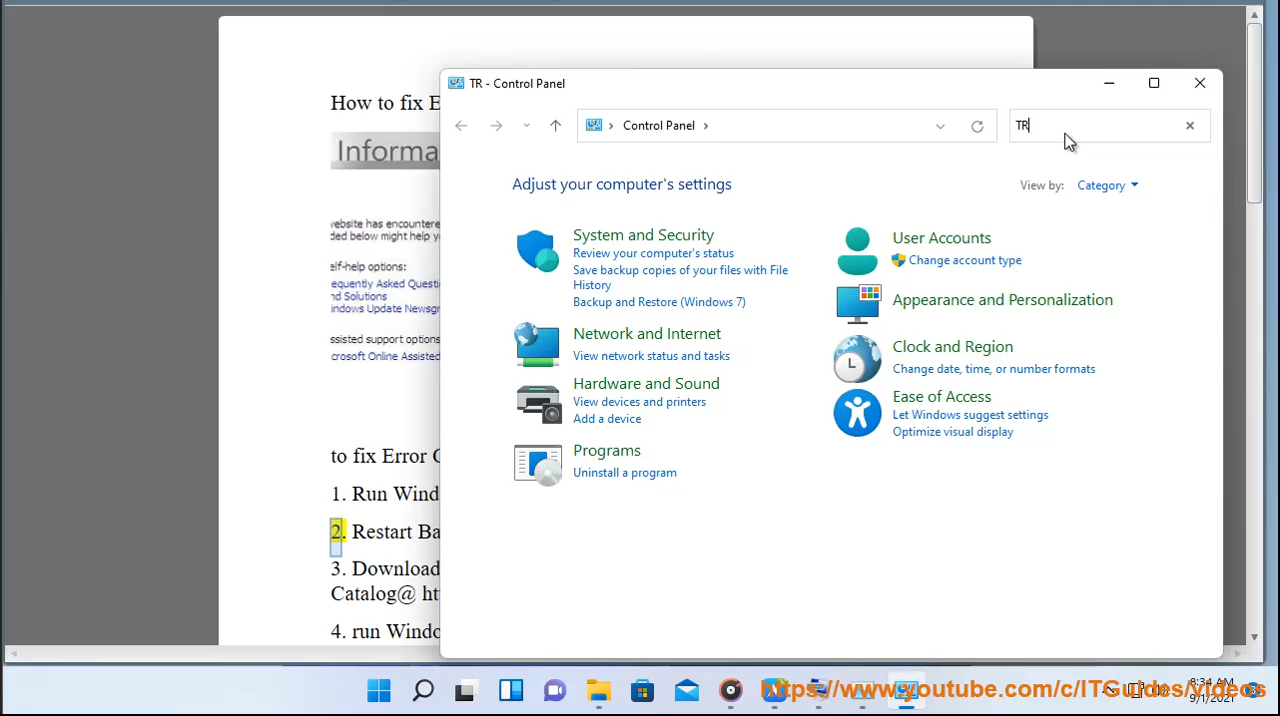 How to fix E
Informa
ebsite has encountere
ded below might help y
elf-help options:
equently Asked Questi
nd Solutions
indows Update Newsgr
ssisted support options
crosoft Online Assisted
to fix Error
1. Run Wind
2. Restart Ba
3. Download
Catalog@ ht
4. run Windo
TR - Control Panel
Control Panel
TR
Adjust your computer's settings
View by: Category
System and Security
Review your computer's status
Save backup copies of your files with File
History
Backup and Restore (Windows 7)
Network and Internet
View network status and tasks
Hardware and Sound
View devices and printers
Add a device
Programs
Uninstall a program
User Accounts
Change account type
Appearance and Personalization
Clock and Region
Change date, time, or number formats
Ease of Access
Let Windows suggest settings
Optimize visual display
https://www.youtube.com/c/ITGuides/videos
8:34 AM
9/1/2021